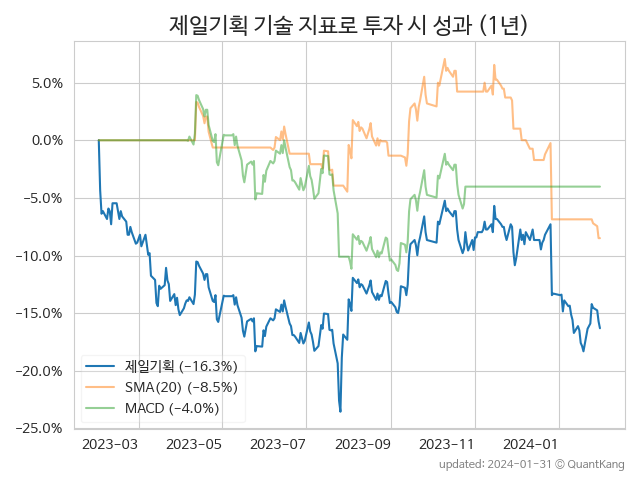 제일기획 기술 지표로 투자 시 성과 (1년)
5.0%
0.0%
−5.0%
−10.0%
−15.0%
−20.0%
−25.0%
제일기획 (−16.3%)
SMA(20) (−8.5%)
MACD (−4.0%)
2023-03 2023-05 2023-07 2023-09 2023-11 2024-01
updated: 2024-01-31 © QuantKang